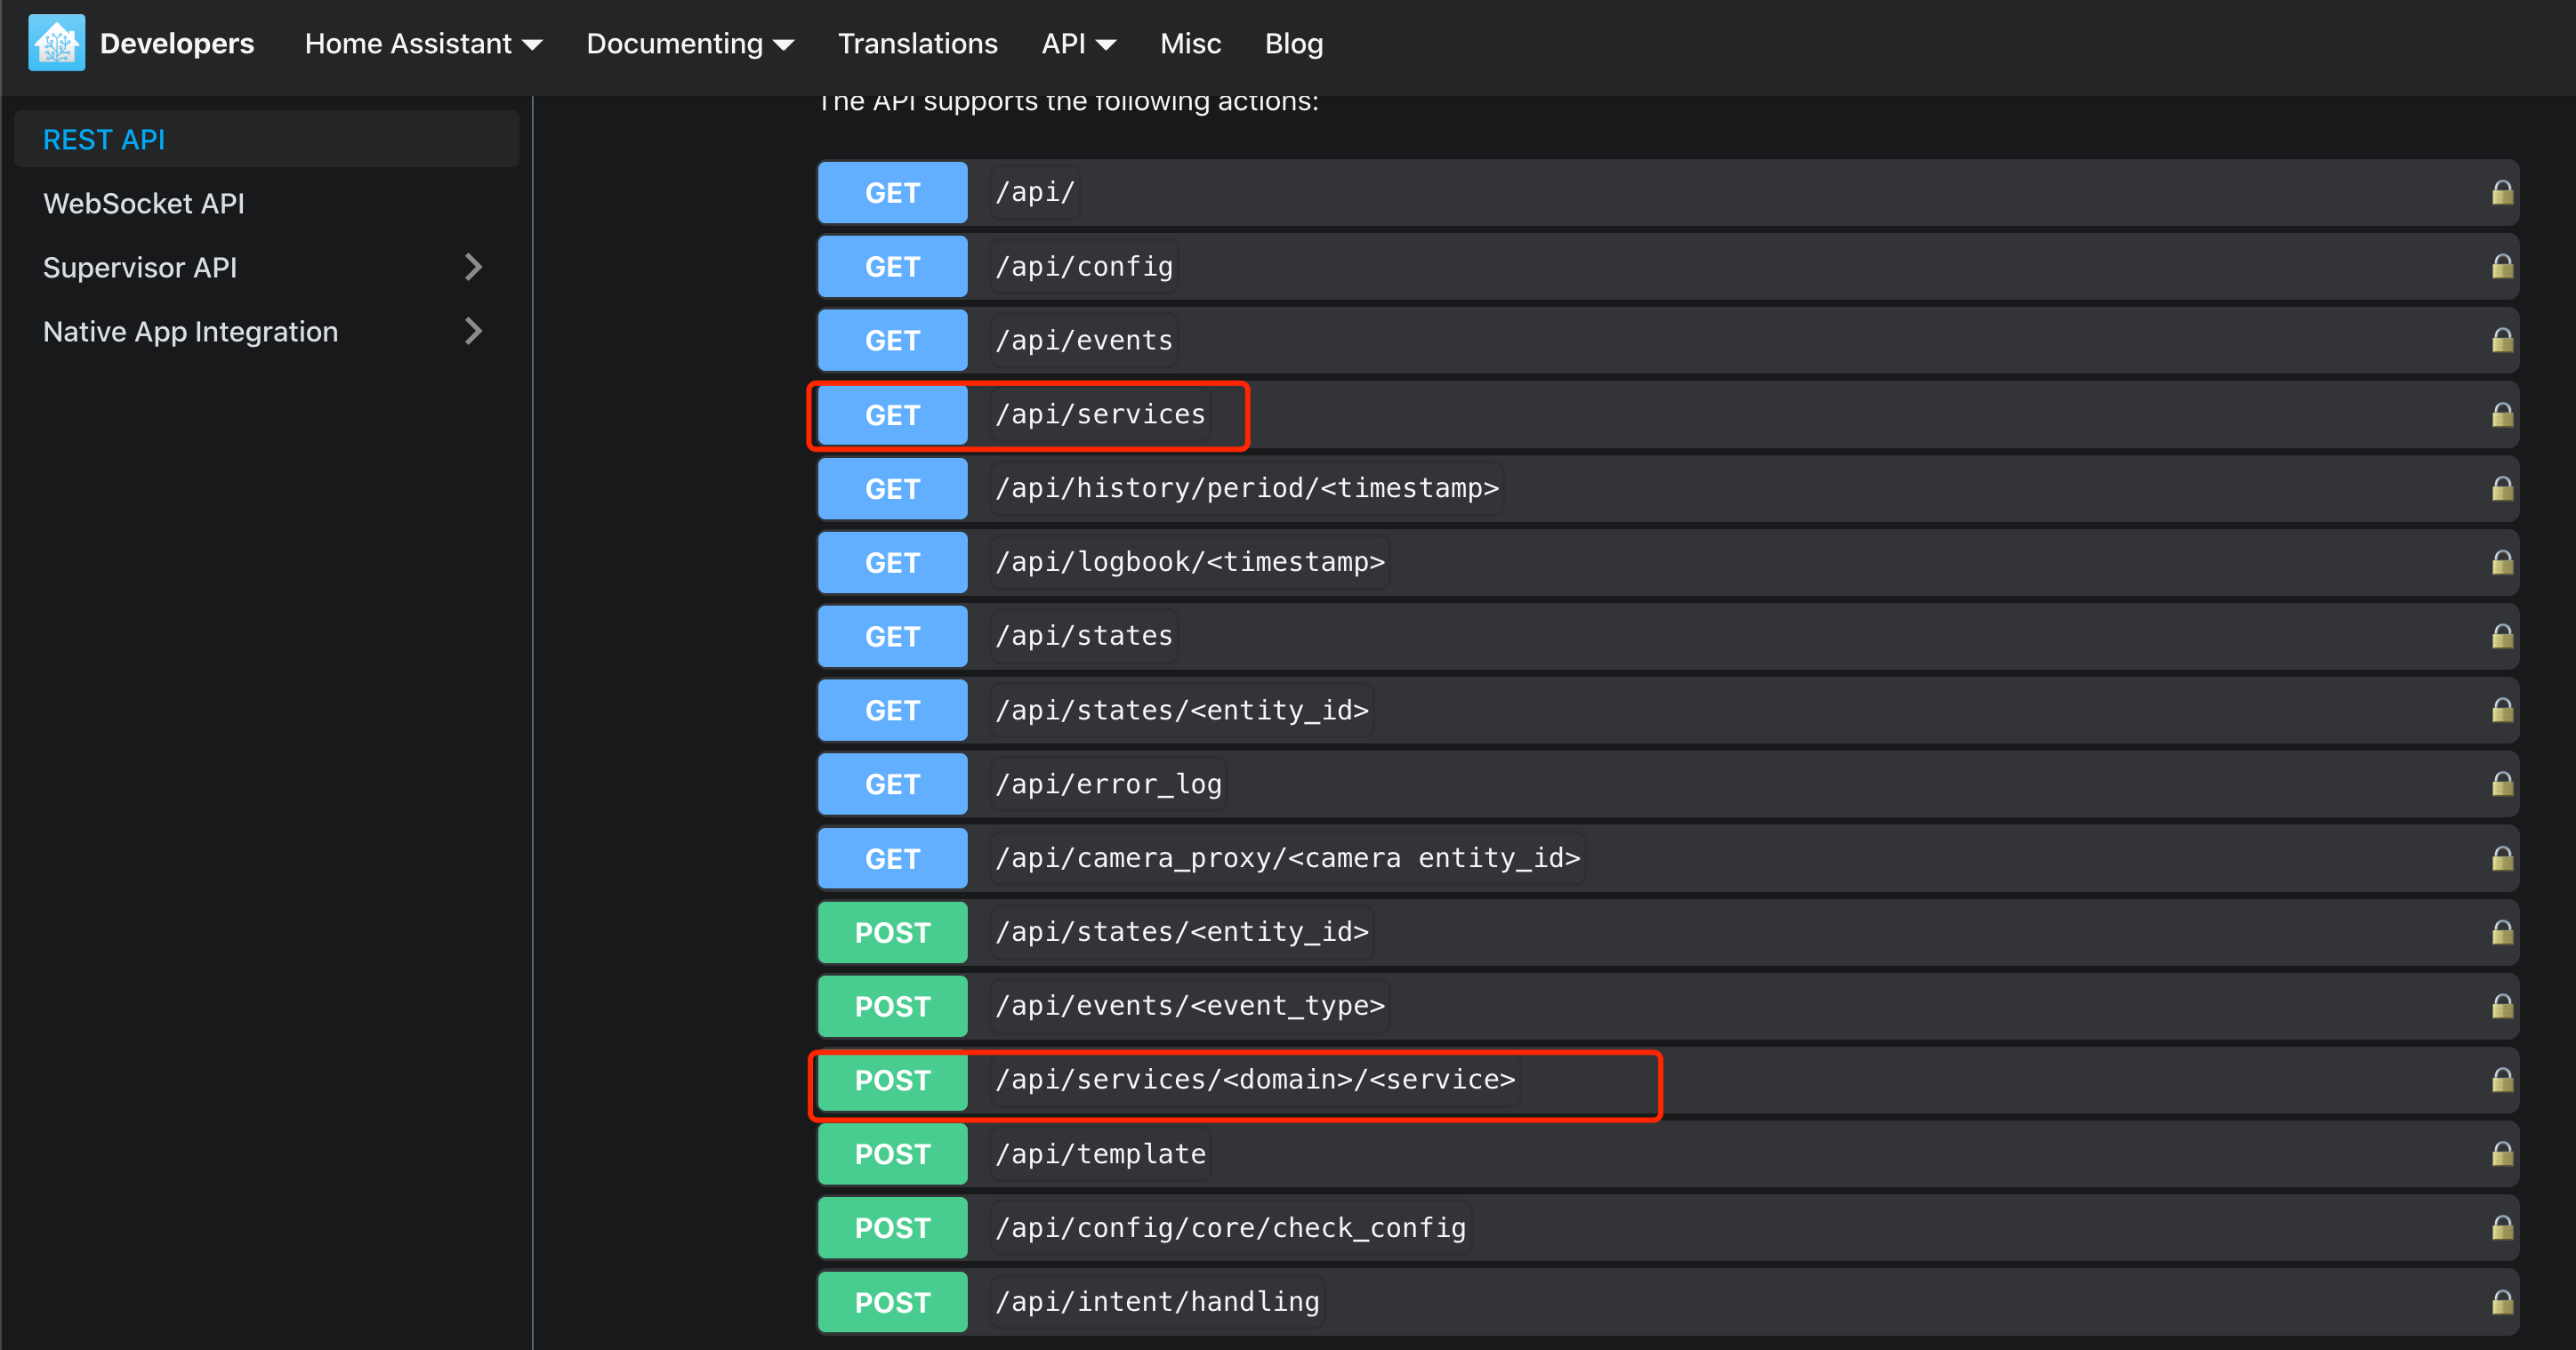 Developers Home Assistant Documenting Translations API Misc Blog
REST API
WebSocket API
Supervisor API
Native App Integration
The API supports the following actions:
GET /api/
GET /api/config
GET /api/events
GET /api/services
GET /api/history/period/<timestamp>
GET /api/logbook/<timestamp>
GET /api/states
GET /api/states/<entity_id>
GET /api/error_log
GET /api/camera_proxy/<camera entity_id>
POST /api/states/<entity_id>
POST /api/events/<event_type>
POST /api/services/<domain>/<service>
POST /api/template
POST /api/config/core/check_config
POST /api/intent/handling